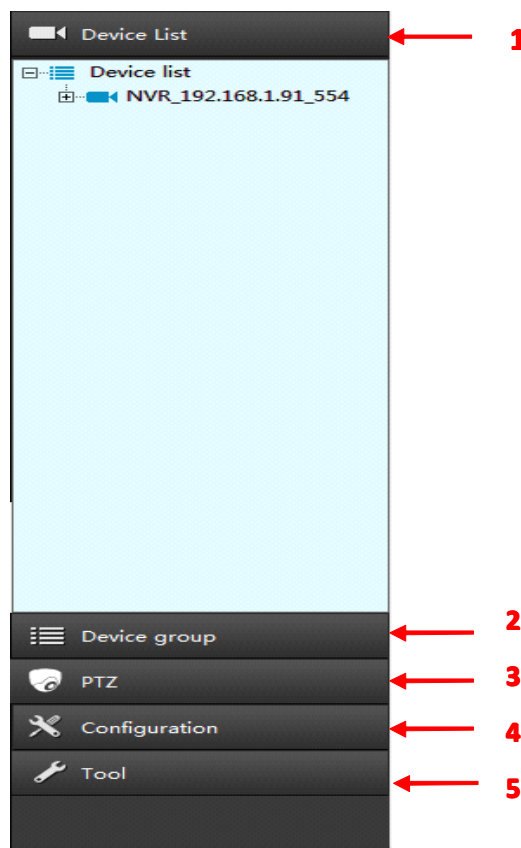 Device List
1
Device list
NVR_192.168.1.91_554
Device group
2
PTZ
3
Configuration
4
Tool
5